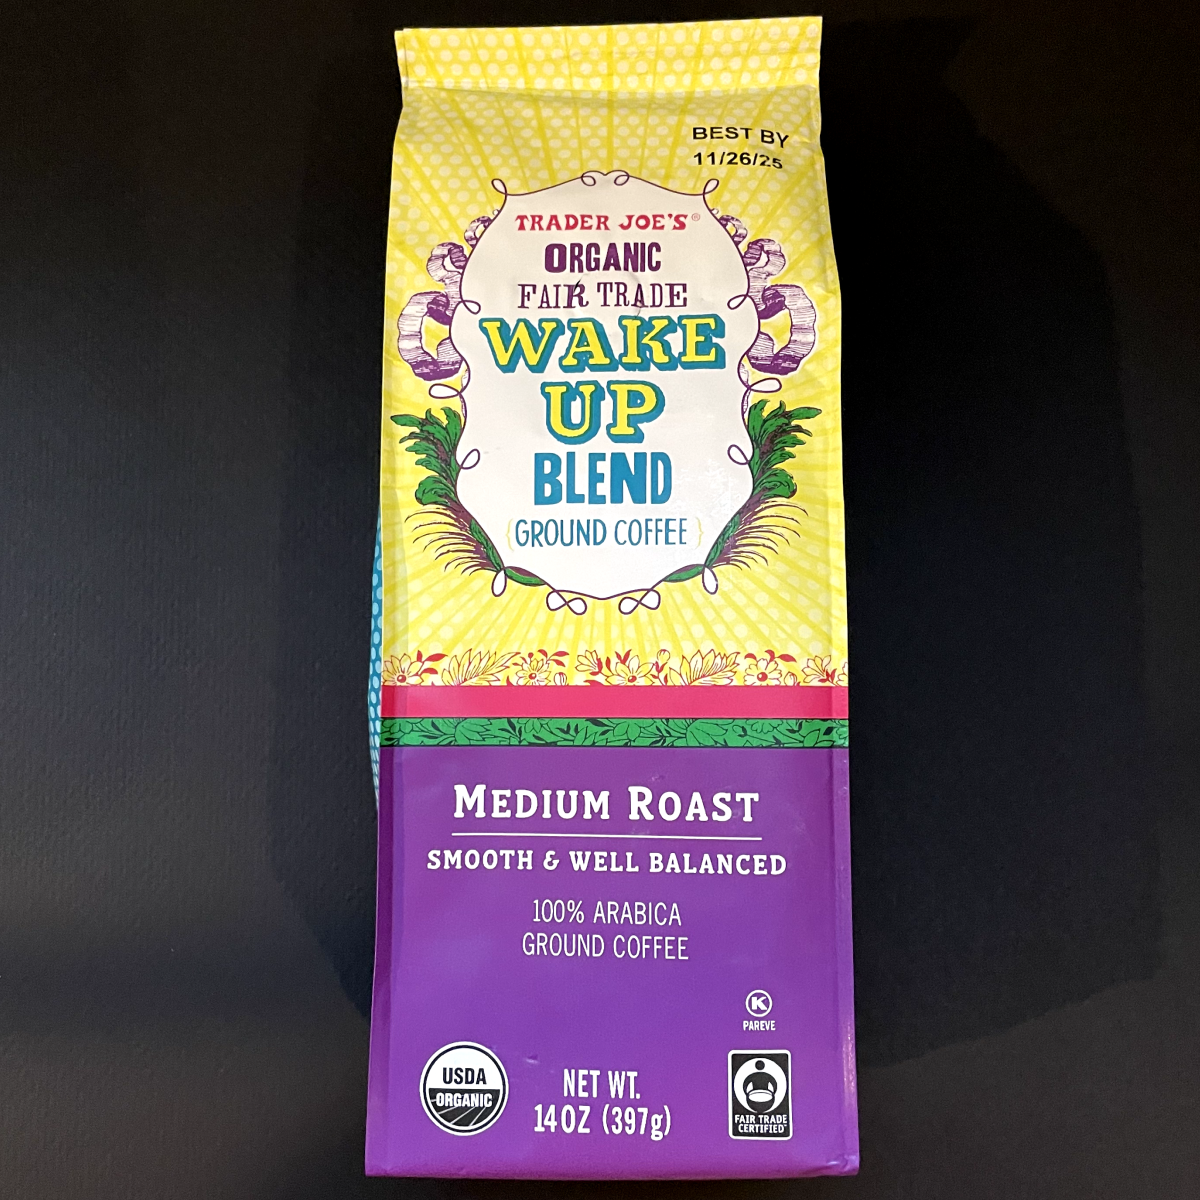 BEST BY
11/26/25
TRADER JOE'S®
ORGANIC
FAIR TRADE
WAKE
UP
BLEND
{GROUND COFFEE}
MEDIUM ROAST
SMOOTH & WELL BALANCED
100% ARABICA
GROUND COFFEE
K
PAREVE
USDA
ORGANIC
NET WT.
14 OZ (397g)
FAIR TRADE
CERTIFIED™